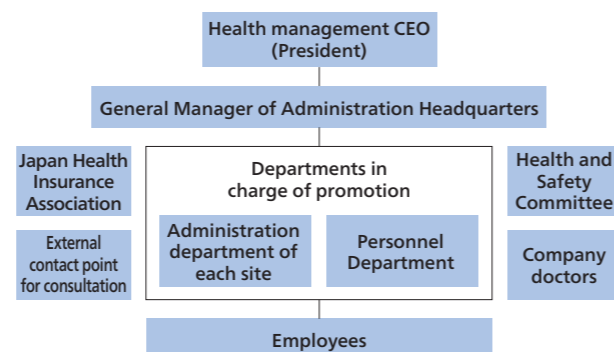 Health management CEO
(President)
General Manager of Administration Headquarters
Japan Health
Insurance
Association
External
contact point
for consultation
Departments in
charge of promotion
Administration
department of
each site
Personnel
Department
Health and
Safety
Committee
Company
doctors
Employees